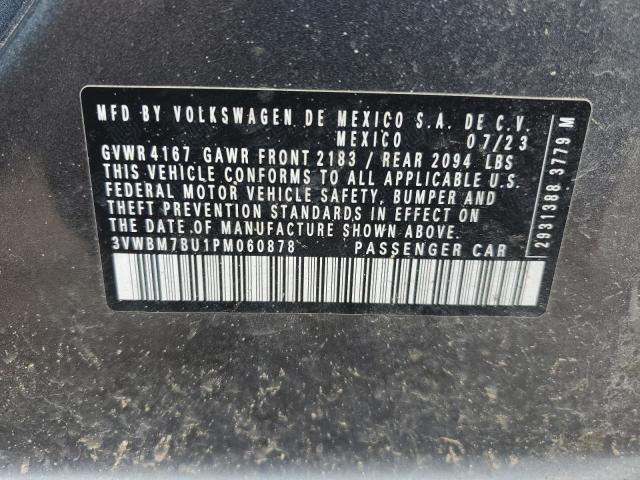 MFD BY VOLKSWAGEN DE MEXICO S.A. DE C.V.
MEXICO 07/23
GVWR 4167 GAWR FRONT 2183 / REAR 2094 LBS
THIS VEHICLE CONFORMS TO ALL APPLICABLE U.S.
FEDERAL MOTOR VEHICLE SAFETY, BUMPER AND
THEFT PREVENTION STANDARDS IN EFFECT ON
THE DATE OF MANUFACTURE SHOWN ABOVE.
3VWBM7BU1PM060878 PASSENGER CAR
2931388 3779 M